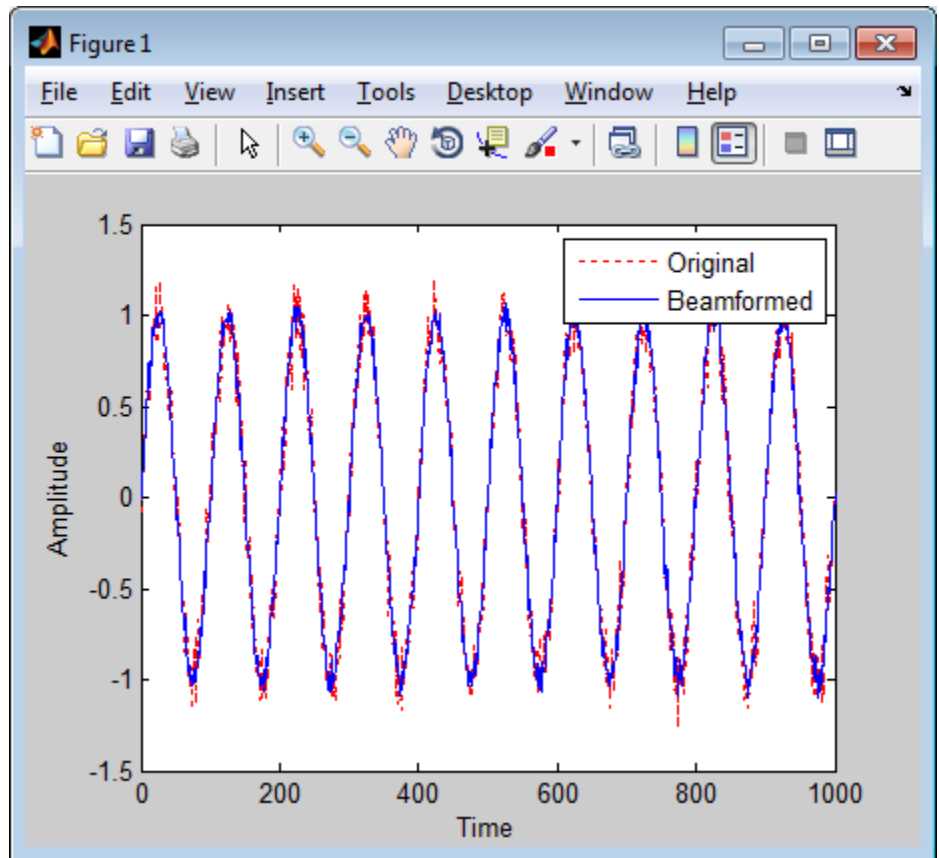 Figure 1
File Edit View Insert Tools Desktop Window Help
1.5
1
0.5
0
-0.5
-1
-1.5
Amplitude
Original
Beamformed
0 200 400 600 800 1000
Time